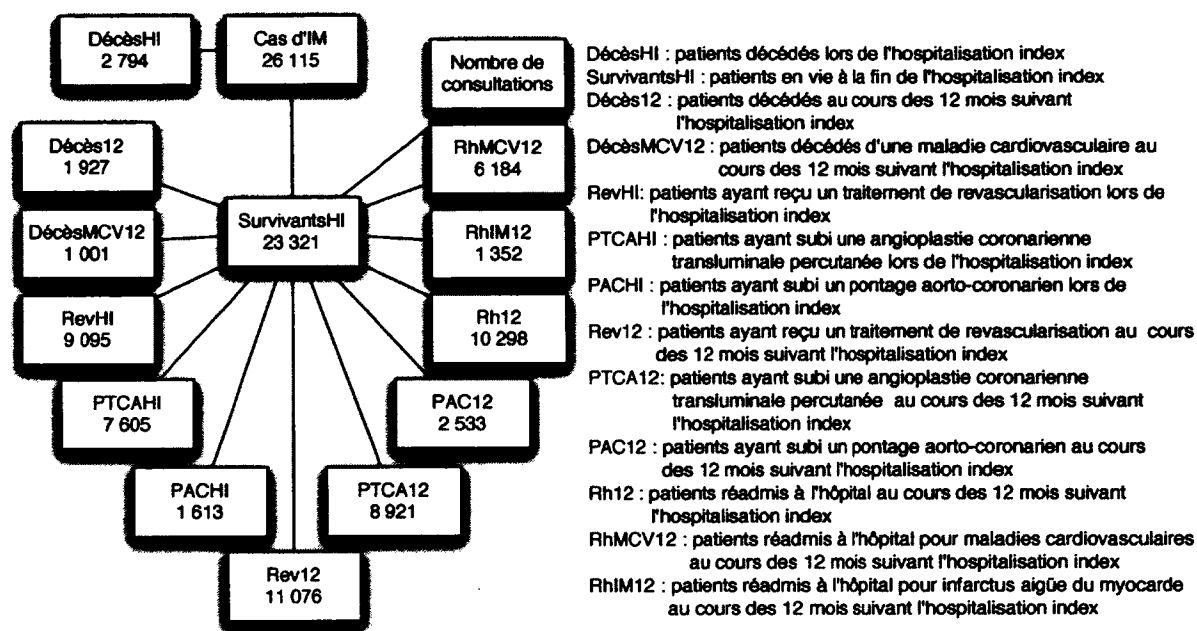 DécèsHI
2 794
Cas d'IM
26 115
Nombre de
consultations
Décès12
1 927
RhMCV12
6 184
DécèsMCV12
1 001
SurvivantsHI
23 321
RhIM12
1 352
RevHI
9 095
Rh12
10 298
PTCAHI
7 605
PAC12
2 533
PACHI
1 613
PTCA12
8 921
Rev12
11 076
DécèsHI : patients décédés lors de l'hospitalisation index
SurvivantsHI : patients en vie à la fin de l'hospitalisation index
Décès12 : patients décédés au cours des 12 mois suivant
l'hospitalisation index
DécèsMCV12 : patients décédés d'une maladie cardiovasculaire au
cours des 12 mois suivant l'hospitalisation index
RevHI: patients ayant reçu un traitement de revascularisation lors de
l'hospitalisation index
PTCAHI : patients ayant subi une angioplastie coronarienne
transluminale percutanée lors de l'hospitalisation index
PACHI : patients ayant subi un pontage aorto-coronarien lors de
l'hospitalisation index
Rev12 : patients ayant reçu un traitement de revascularisation au cours
des 12 mois suivant l'hospitalisation index
PTCA12: patients ayant subi une angioplastie coronarienne
transluminale percutanée au cours des 12 mois suivant
l'hospitalisation index
PAC12 : patients ayant subi un pontage aorto-coronarien au cours
des 12 mois suivant l'hospitalisation index
Rh12 : patients réadmis à l'hôpital au cours des 12 mois suivant
l'hospitalisation index
RhMCV12 : patients réadmis à l'hôpital pour maladies cardiovasculaires
au cours des 12 mois suivant l'hospitalisation index
RhIM12 : patients réadmis à l'hôpital pour infarctus aigüe du myocarde
au cours des 12 mois suivant l'hospitalisation index